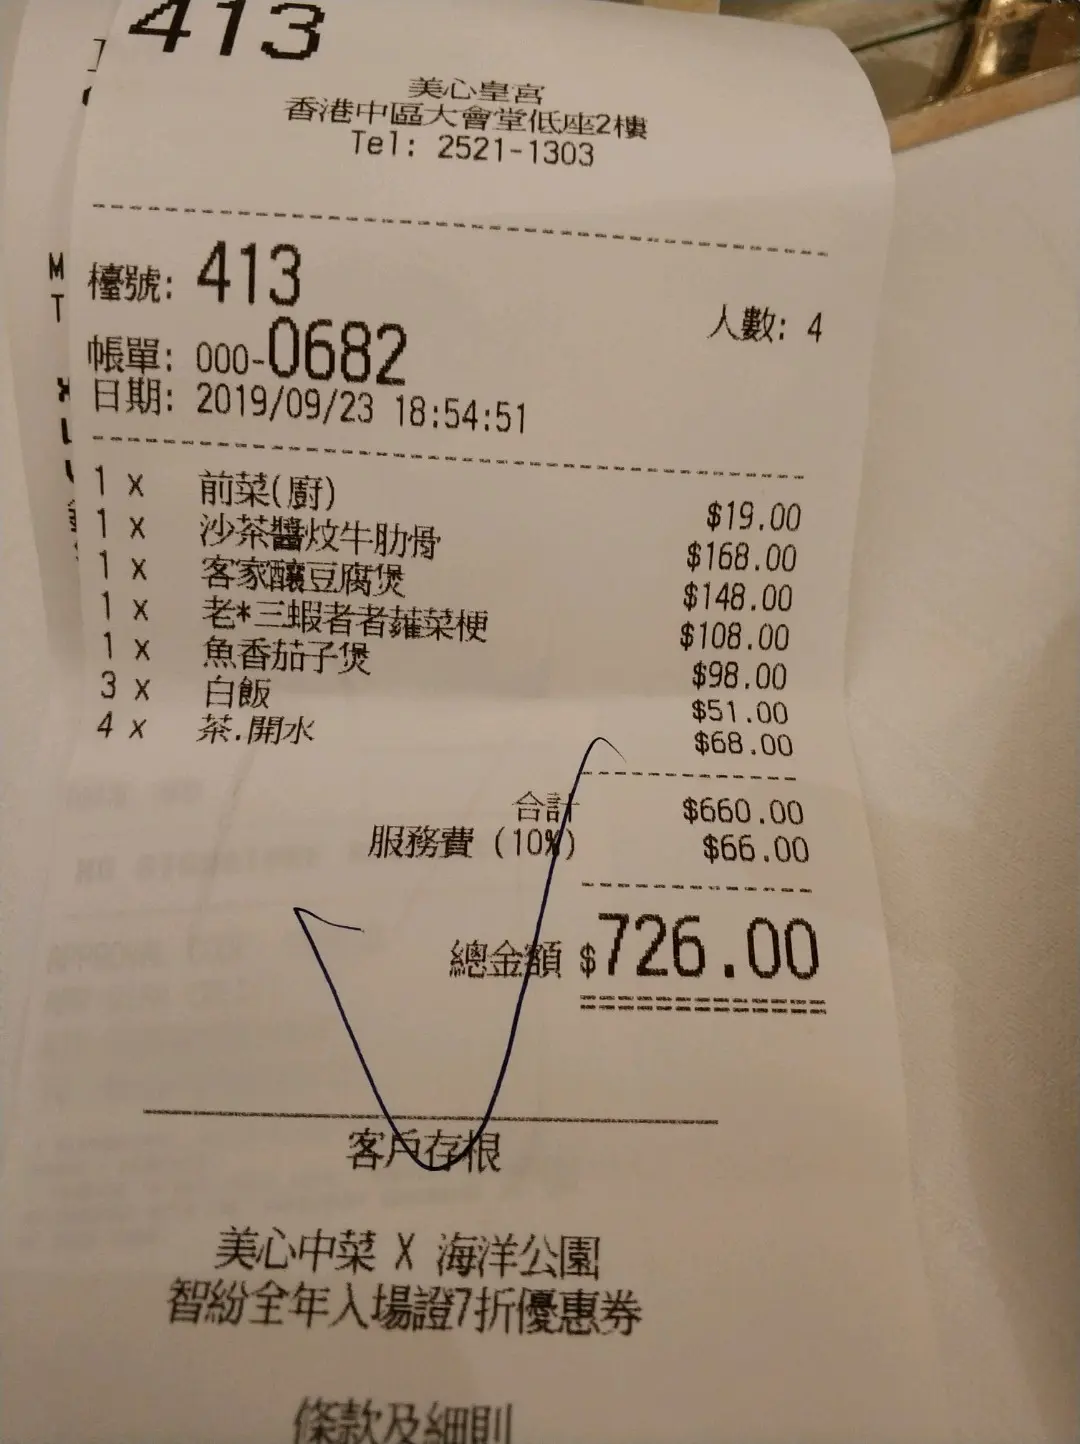 413
美心皇宮
香港中區大會堂低座2樓
Tel: 2521-1303
檯號: 413
人數: 4
帳單: 000-0682
日期: 2019/09/23 18:54:51
1 x 前菜(廚) $19.00
1 x 沙茶醬炆牛肋骨 $168.00
1 x 客家釀豆腐煲 $148.00
1 x 老*三蝦者者蕹菜梗 $108.00
1 x 魚香茄子煲 $98.00
3 x 白飯 $51.00
4 x 茶.開水 $68.00
合計 $660.00
服務費 (10%) $66.00
總金額 $726.00
客戶存根
美心中菜 X 海洋公園
智紛全年入場證7折優惠券
條款及細則